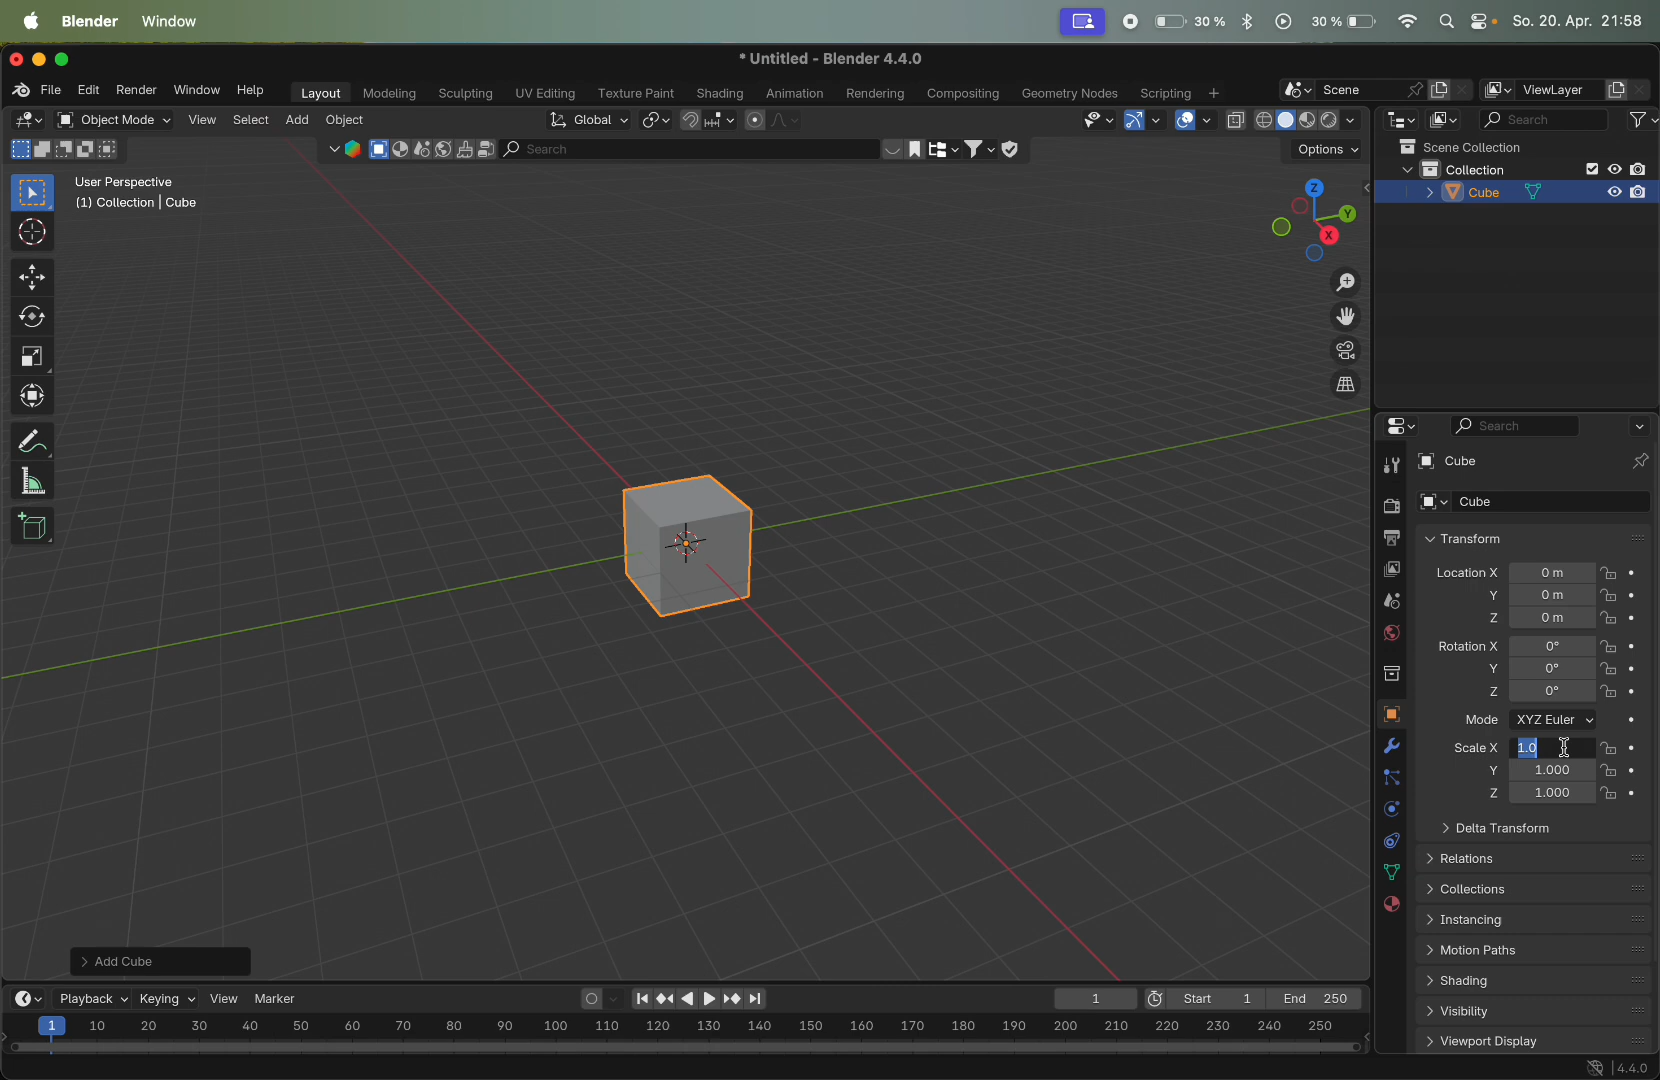 Blender Window 30 % 30 % So. 20. Apr. 21:58
* Untitled - Blender 4.4.0
File Edit Render Window Help Layout Modeling Sculpting UV Editing Texture Paint Shading Animation Rendering Compositing Geometry Nodes Scripting + Scene ViewLayer
Object Mode View Select Add Object Global Search
Search Options
User Perspective
(1) Collection | Cube
Z
Y
X
Scene Collection
Collection
Cube
Search
Cube
Cube
Transform
Location X 0 m
Y 0 m
Z 0 m
Rotation X 0°
Y 0°
Z 0°
Mode XYZ Euler
Scale X 1.0
Y 1.000
Z 1.000
Delta Transform
Relations
Collections
Instancing
Motion Paths
Shading
Visibility
Viewport Display
Add Cube
Playback Keying View Marker 1 Start 1 End 250
1 10 20 30 40 50 60 70 80 90 100 110 120 130 140 150 160 170 180 190 200 210 220 230 240 250
4.4.0